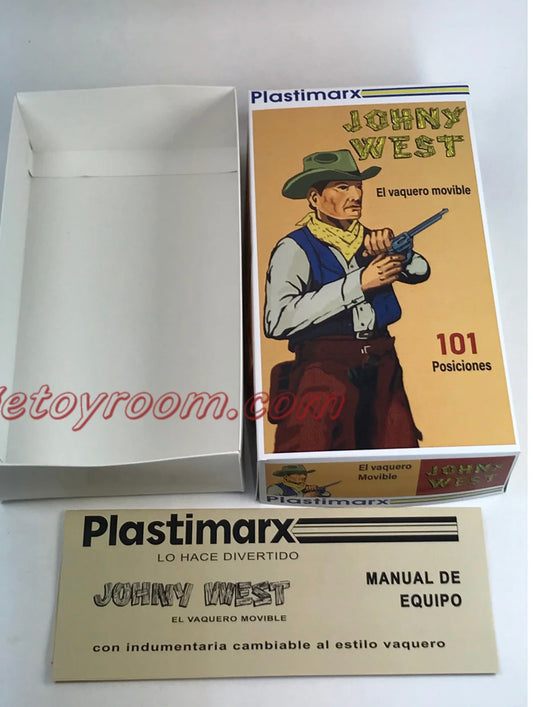 Plastimarx
JOHNY
WEST
El vaquero movible
101
Posiciones
etoyroom.com
El vaquero
Movible
JOHNY
WEST
Plastimarx
Plastimarx
LO HACE DIVERTIDO
JOHNY WEST
EL VAQUERO MOVIBLE
MANUAL DE
EQUIPO
con indumentaria cambiable al estilo vaquero